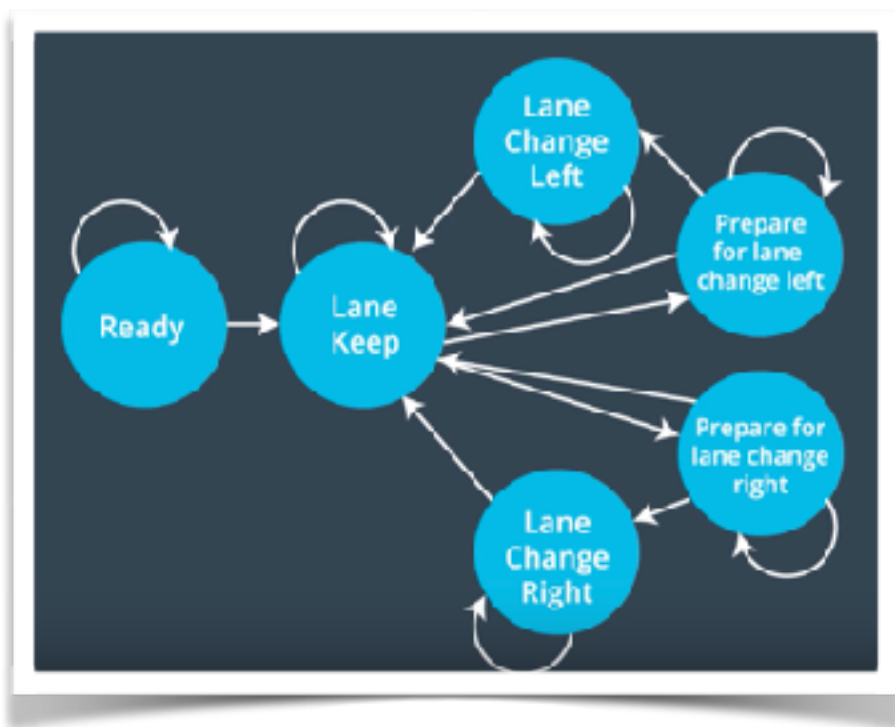 Lane
Change
Left
Prepare
for lane
change left
Ready
Lane
Keep
Prepare for
lane change
right
Lane
Change
Right